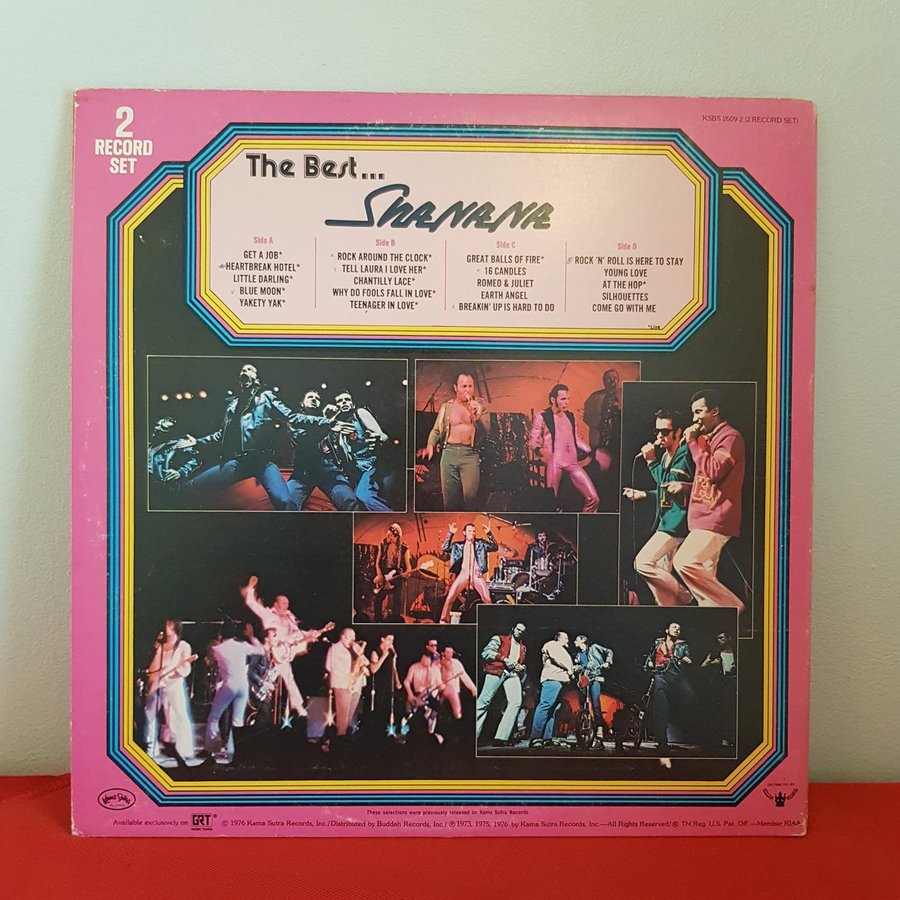 2
RECORD
SET
KSBS 2609-2 (2 RECORD SET)
The Best...
SHANANA
Side A
GET A JOB*
HEARTBREAK HOTEL*
LITTLE DARLING*
BLUE MOON*
YAKETY YAK*
Side B
ROCK AROUND THE CLOCK*
TELL LAURA I LOVE HER*
CHANTILLY LACE*
WHY DO FOOLS FALL IN LOVE*
TEENAGER IN LOVE*
Side C
GREAT BALLS OF FIRE*
16 CANDLES
ROMEO & JULIET
EARTH ANGEL
BREAKIN' UP IS HARD TO DO
Side D
ROCK 'N' ROLL IS HERE TO STAY
YOUNG LOVE
AT THE HOP*
SILHOUETTES
COME GO WITH ME
*Live
Kama Sutra
These selections were previously released on Kama Sutra Records
Available exclusively on GRT® MUSIC TAPES © 1976 Kama Sutra Records, Inc./Distributed by Buddah Records, Inc./ ℗ 1973, 1975, 1976 by Kama Sutra Records, Inc.—All Rights Reserved/ ® TM Reg. U.S. Pat. Off.—Member RIAA